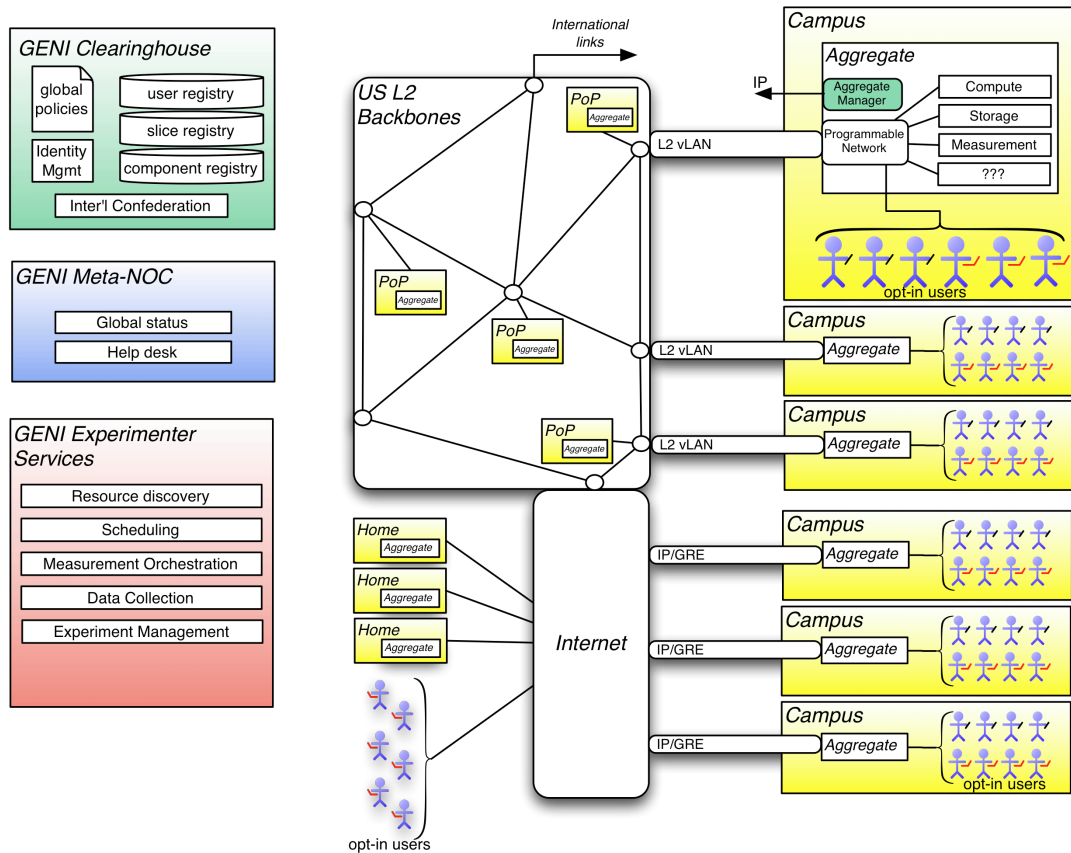 GENI Clearinghouse
global
policies
user registry
slice registry
Identity
Mgmt
component registry
Inter'l Confederation
GENI Meta-NOC
Global status
Help desk
GENI Experimenter
Services
Resource discovery
Scheduling
Measurement Orchestration
Data Collection
Experiment Management
International
links
US L2
Backbones
PoP
Aggregate
PoP
Aggregate
PoP
Aggregate
PoP
Aggregate
L2 vLAN
L2 vLAN
L2 vLAN
Home
Aggregate
Home
Aggregate
Home
Aggregate
opt-in users
Internet
IP/GRE
IP/GRE
IP/GRE
Campus
Aggregate
IP
Aggregate
Manager
Programmable
Network
Compute
Storage
Measurement
???
opt-in users
Campus
Aggregate
Campus
Aggregate
Campus
Aggregate
Campus
Aggregate
Campus
Aggregate
opt-in users